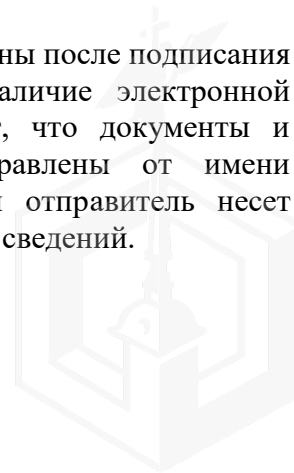 ны после подписания
аличие электронной
, что документы и
равлены от имени
отправитель несет
сведений.